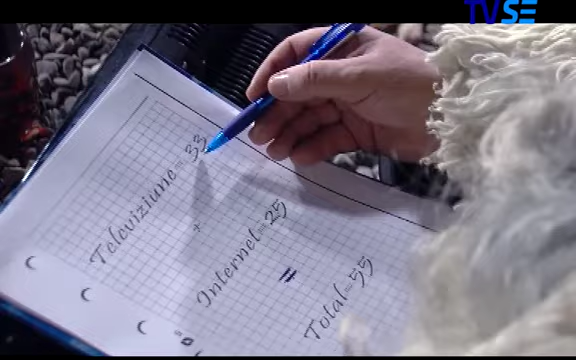 TVSE
Televiziune = 33
+
Internet = 25
=
Total = 55